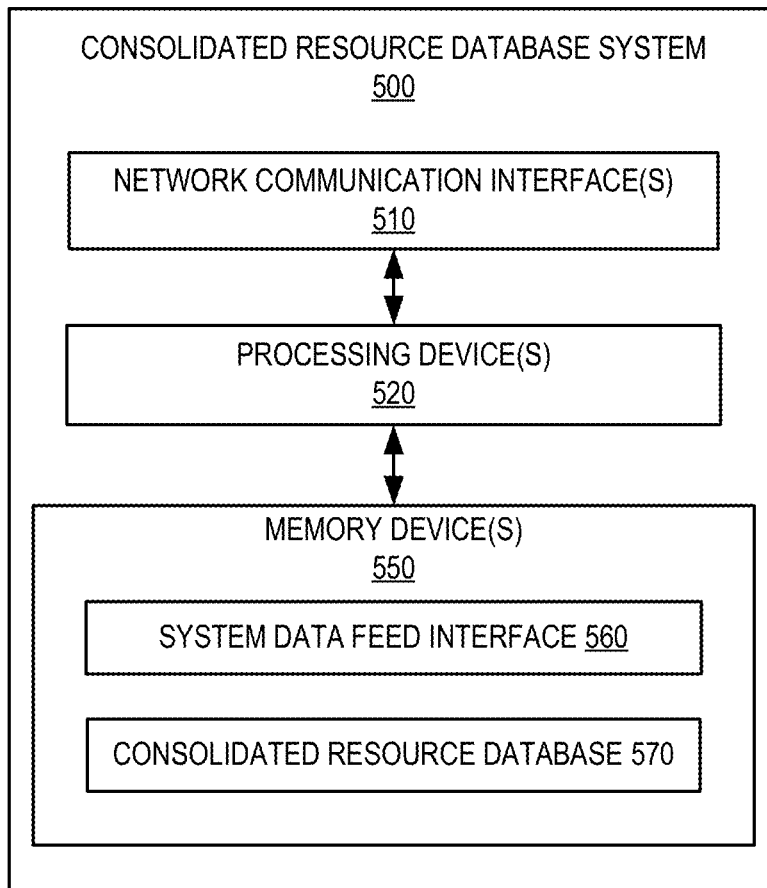 CONSOLIDATED RESOURCE DATABASE SYSTEM
500
NETWORK COMMUNICATION INTERFACE(S)
510
PROCESSING DEVICE(S)
520
MEMORY DEVICE(S)
550
SYSTEM DATA FEED INTERFACE 560
CONSOLIDATED RESOURCE DATABASE 570